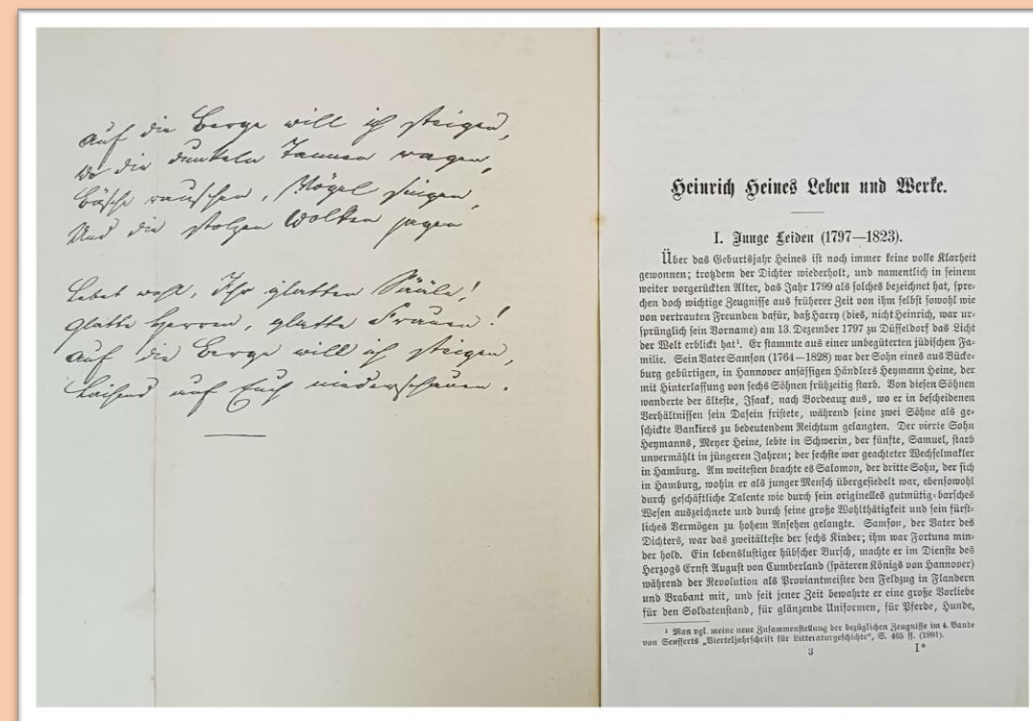 Auf die Berge will ich steigen,
Wo die dunkeln Tannen ragen,
Bäche rauschen, Vögel singen,
Und die stolzen Wolken jagen
Lebet wohl, Ihr glatten Sääle!
Glatte Herren, glatte Frauen!
Auf die Berge will ich steigen,
Lachend auf Euch niederschauen.
Heinrich Heines Leben und Werke.
I. Junge Leiden (1797—1823).
Über das Geburtsjahr Heines ist noch immer keine volle Klarheit
gewonnen; trotzdem der Dichter wiederholt, und namentlich in seinem
weiter vorgerückten Alter, das Jahr 1799 als solches bezeichnet hat, spre-
chen doch wichtige Zeugnisse aus früherer Zeit von ihm selbst sowohl wie
von vertrauten Freunden dafür, daß Harry (dies, nicht Heinrich, war ur-
sprünglich sein Vorname) am 13. Dezember 1797 zu Düsseldorf das Licht
der Welt erblickt hat¹. Er stammte aus einer unbegüterten jüdischen Fa-
milie. Sein Vater Samson (1764—1828) war der Sohn eines aus Bücke-
burg gebürtigen, in Hannover ansässigen Händlers Heymann Heine, der
mit Hinterlassung von sechs Söhnen frühzeitig starb. Von diesen Söhnen
wanderte der älteste, Isaak, nach Bordeaux aus, wo er in bescheidenen
Verhältnissen sein Dasein fristete, während seine zwei Söhne als ge-
schickte Bankiers zu bedeutendem Reichtum gelangten. Der vierte Sohn
Heymanns, Meyer Heine, lebte in Schwerin, der fünfte, Samuel, starb
unvermählt in jüngeren Jahren; der sechste war geachteter Wechselmakler
in Hamburg. Am weitesten brachte es Salomon, der dritte Sohn, der sich
in Hamburg, wohin er als junger Mensch übergesiedelt war, ebensowohl
durch geschäftliche Talente wie durch sein originelles gutmütig-barsches
Wesen auszeichnete und durch seine große Wohlthätigkeit und sein fürst-
liches Vermögen zu hohem Ansehen gelangte. Samson, der Vater des
Dichters, war das zweitälteste der sechs Kinder; ihm war Fortuna min-
der hold. Ein lebenslustiger hübscher Bursch, machte er im Dienste des
Herzogs Ernst August von Cumberland (späteren Königs von Hannover)
während der Revolution als Proviantmeister den Feldzug in Flandern
und Brabant mit, und seit jener Zeit bewahrte er eine große Vorliebe
für den Soldatenstand, für glänzende Uniformen, für Pferde, Hunde,
¹ Man vgl. meine neue Zusammenstellung der bezüglichen Zeugnisse im 4. Bande
von Seufferts „Vierteljahrschrift für Litteraturgeschichte“, S. 465 ff. (1891).
3 I*